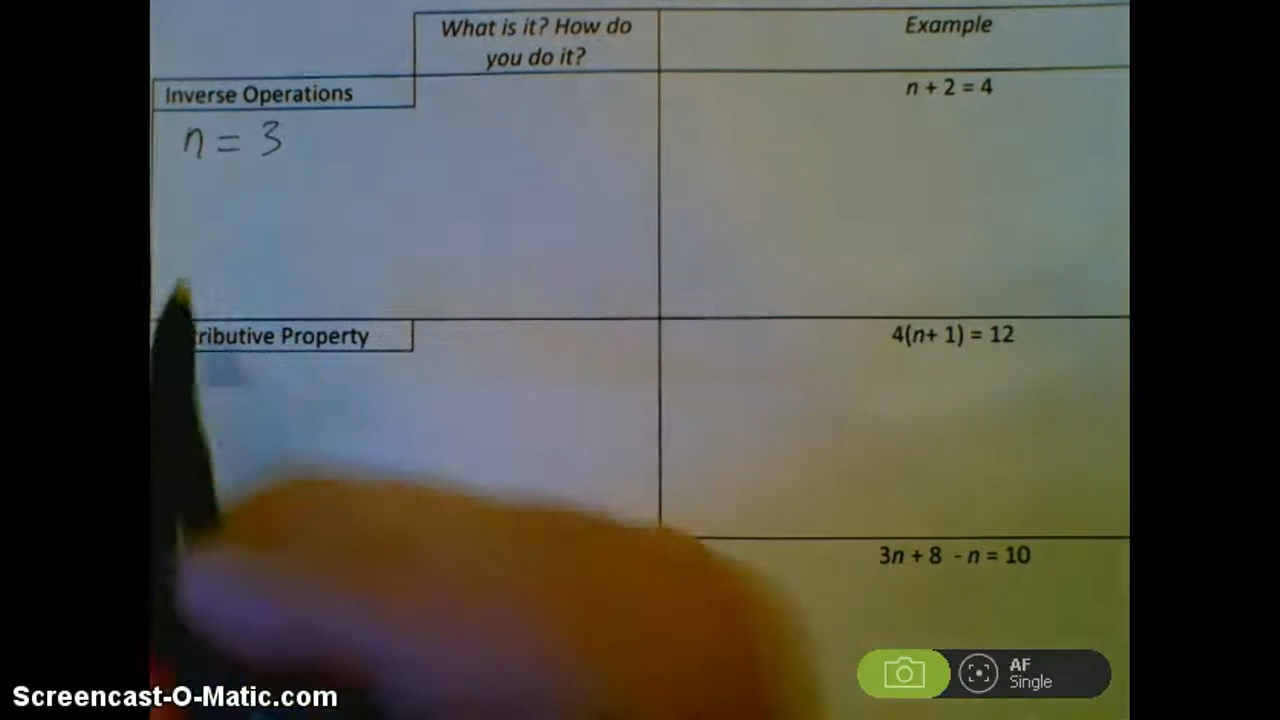 What is it? How do
you do it?
Example
Inverse Operations
n + 2 = 4
n = 3
tributive Property
4(n+ 1) = 12
3n + 8 - n = 10
AF
Single
Screencast-O-Matic.com